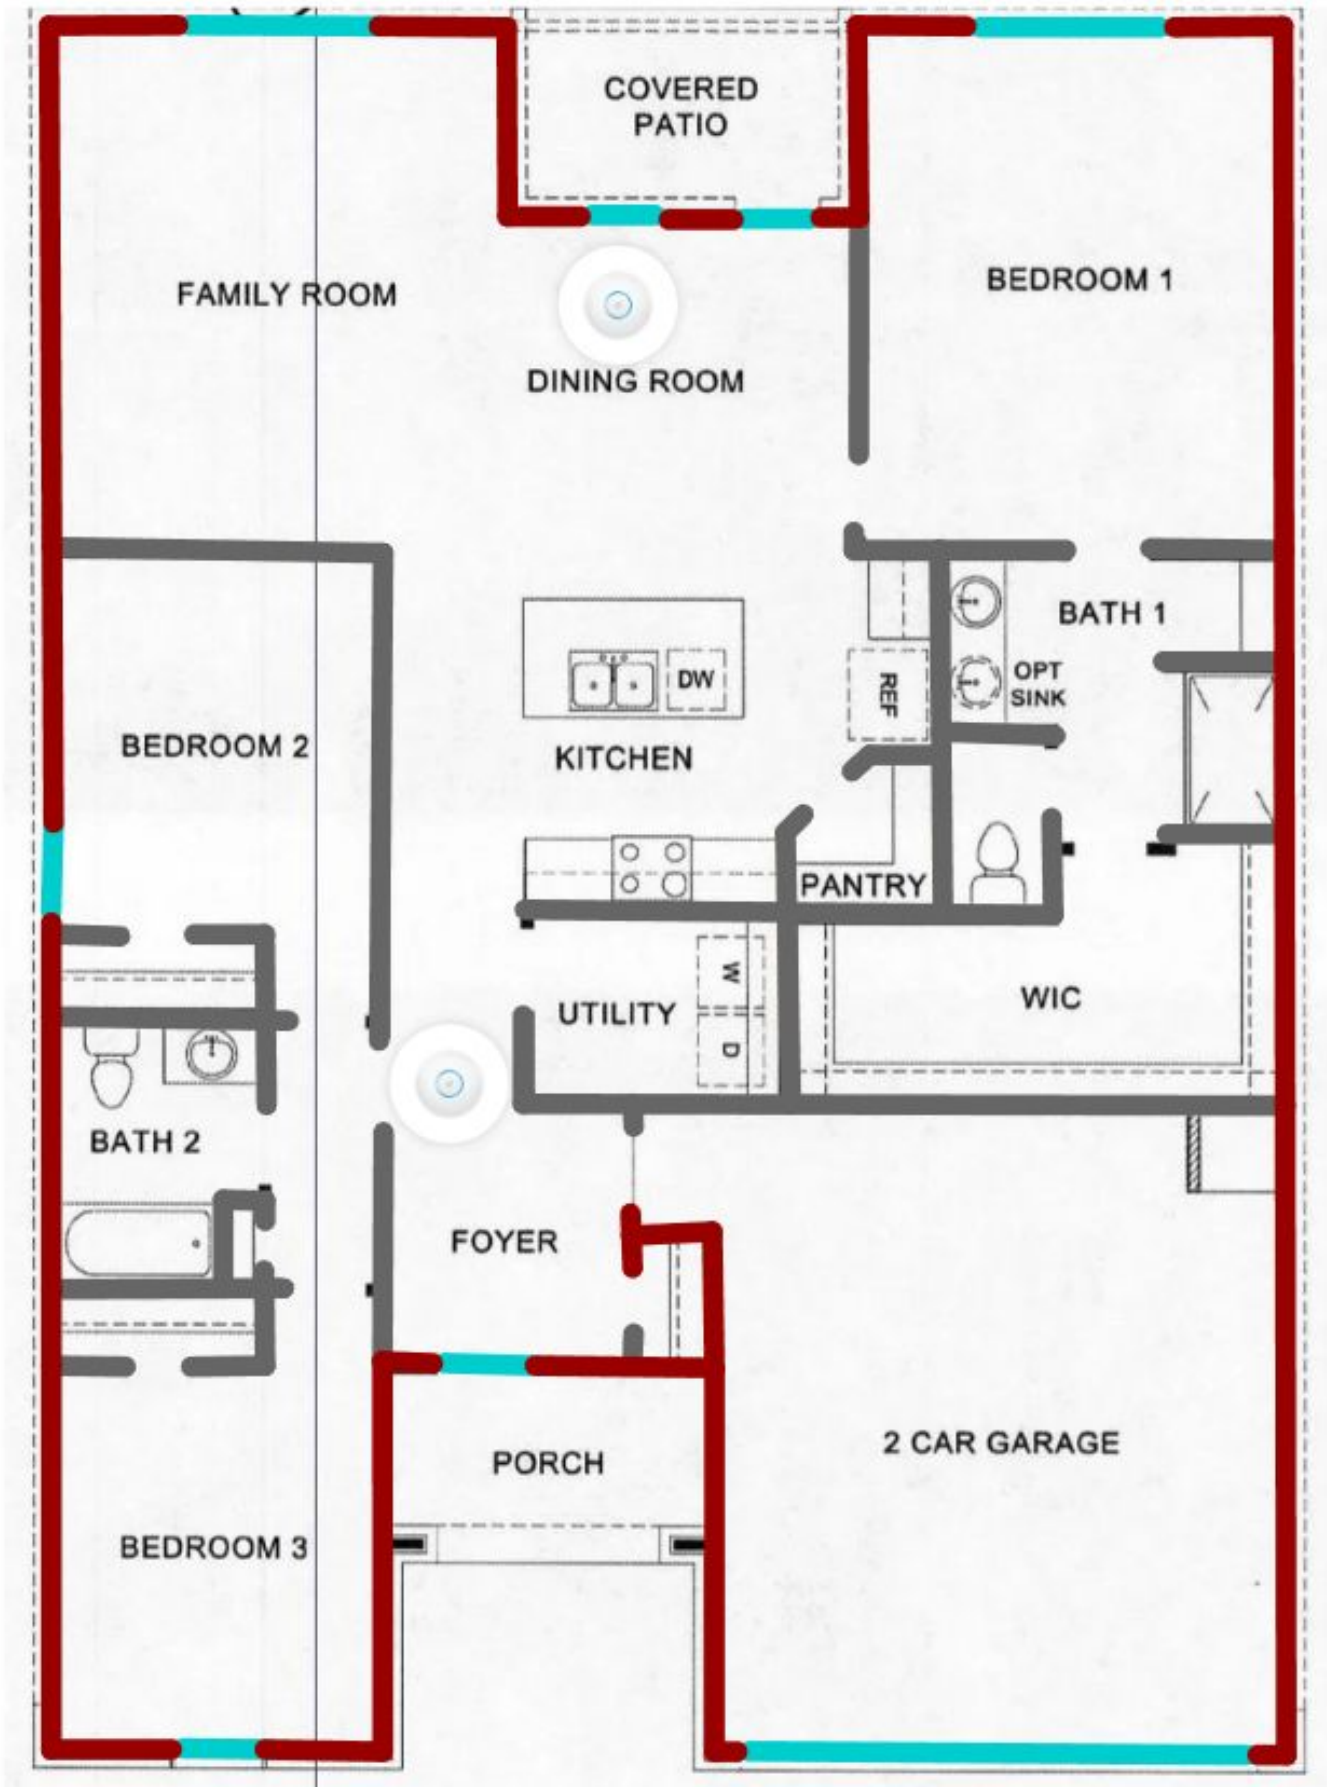 COVERED
PATIO
FAMILY ROOM
BEDROOM 1
DINING ROOM
BATH 1
OPT
SINK
DW
REF
BEDROOM 2
KITCHEN
PANTRY
W
UTILITY
WIC
D
BATH 2
FOYER
2 CAR GARAGE
PORCH
BEDROOM 3